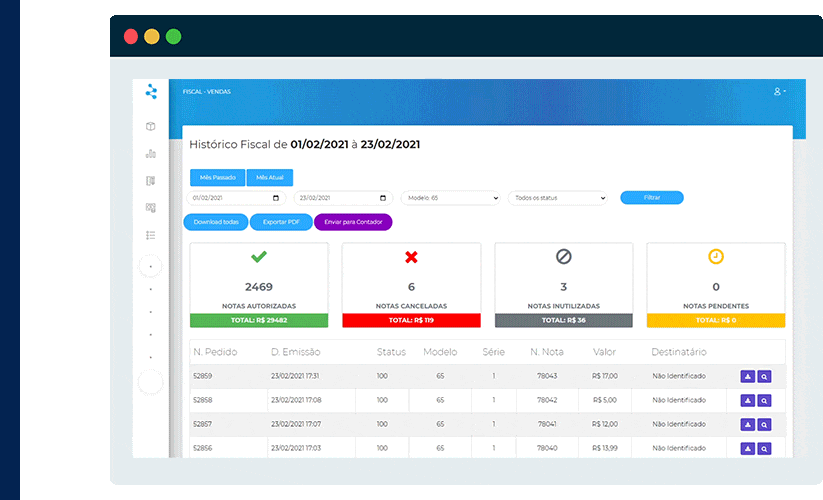 FISCAL - VENDAS
Histórico Fiscal de 01/02/2021 à 23/02/2021
Mês Passado Mês Atual
01/02/2021 23/02/2021 Modelo: 65 Todos os status Filtrar
Download todas Exportar PDF Enviar para Contador
2469 6 3 0
NOTAS AUTORIZADAS NOTAS CANCELADAS NOTAS INUTILIZADAS NOTAS PENDENTES
TOTAL: R$ 29482 TOTAL: R$ 119 TOTAL: R$ 36 TOTAL: R$ 0
N. Pedido D. Emissão Status Modelo Série N. Nota Valor Destinatário
52859 23/02/2021 17:31 100 65 1 78043 R$ 17,00 Não Identificado
52858 23/02/2021 17:08 100 65 1 78042 R$ 5,00 Não Identificado
52857 23/02/2021 17:07 100 65 1 78041 R$ 12,00 Não Identificado
52856 23/02/2021 17:03 100 65 1 78040 R$ 13,99 Não Identificado